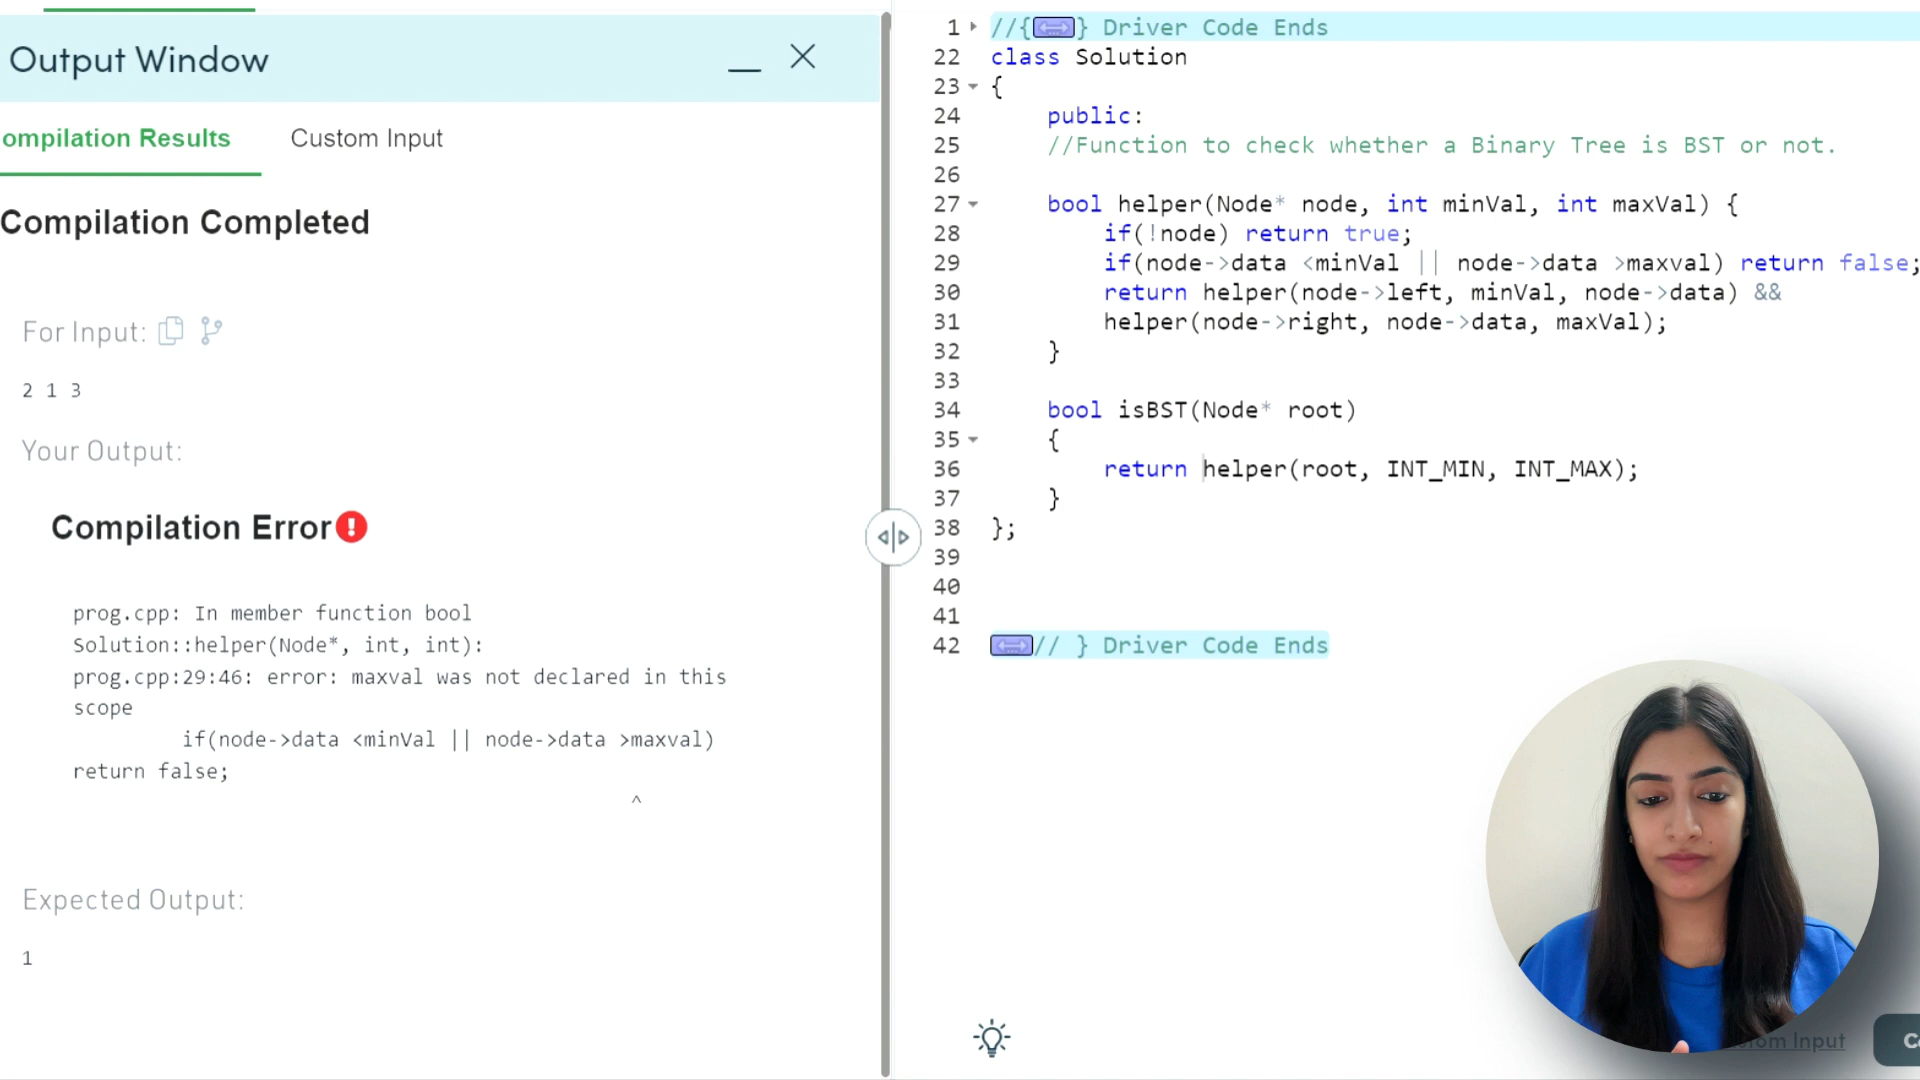 Output Window
ompilation Results
Custom Input
Compilation Completed
For Input:
2 1 3
Your Output:
Compilation Error
prog.cpp: In member function bool
Solution::helper(Node*, int, int):
prog.cpp:29:46: error: maxval was not declared in this
scope
if(node->data <minVal || node->data >maxval)
return false;
^
Expected Output:
1
1 //{ } Driver Code Ends
22 class Solution
23 {
24 public:
25 //Function to check whether a Binary Tree is BST or not.
26
27 bool helper(Node* node, int minVal, int maxVal) {
28 if(!node) return true;
29 if(node->data <minVal || node->data >maxval) return false;
30 return helper(node->left, minVal, node->data) &&
31 helper(node->right, node->data, maxVal);
32 }
33
34 bool isBST(Node* root)
35 {
36 return helper(root, INT_MIN, INT_MAX);
37 }
38 };
39
40
41
42 // } Driver Code Ends
tom Input
C